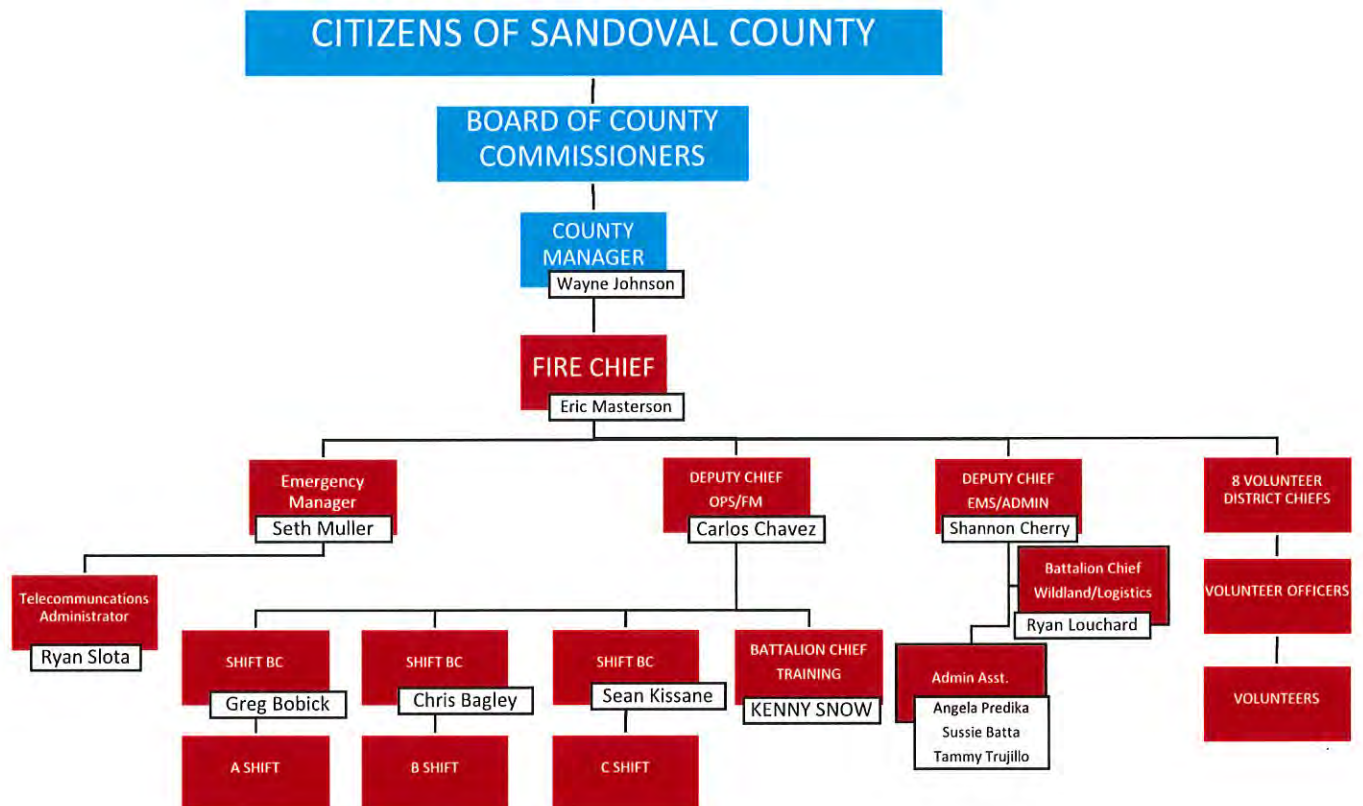 CITIZENS OF SANDOVAL COUNTY
BOARD OF COUNTY
COMMISSIONERS
COUNTY
MANAGER
Wayne Johnson
FIRE CHIEF
Eric Masterson
Emergency
Manager
Seth Muller
DEPUTY CHIEF
OPS/FM
Carlos Chavez
DEPUTY CHIEF
EMS/ADMIN
Shannon Cherry
8 VOLUNTEER
DISTRICT CHIEFS
Telecommuncations
Administrator
Ryan Slota
Battalion Chief
Wildland/Logistics
Ryan Louchard
VOLUNTEER OFFICERS
SHIFT BC
Greg Bobick
SHIFT BC
Chris Bagley
SHIFT BC
Sean Kissane
BATTALION CHIEF
TRAINING
KENNY SNOW
Admin Asst.
Angela Predika
Sussie Batta
Tammy Trujillo
VOLUNTEERS
A SHIFT
B SHIFT
C SHIFT